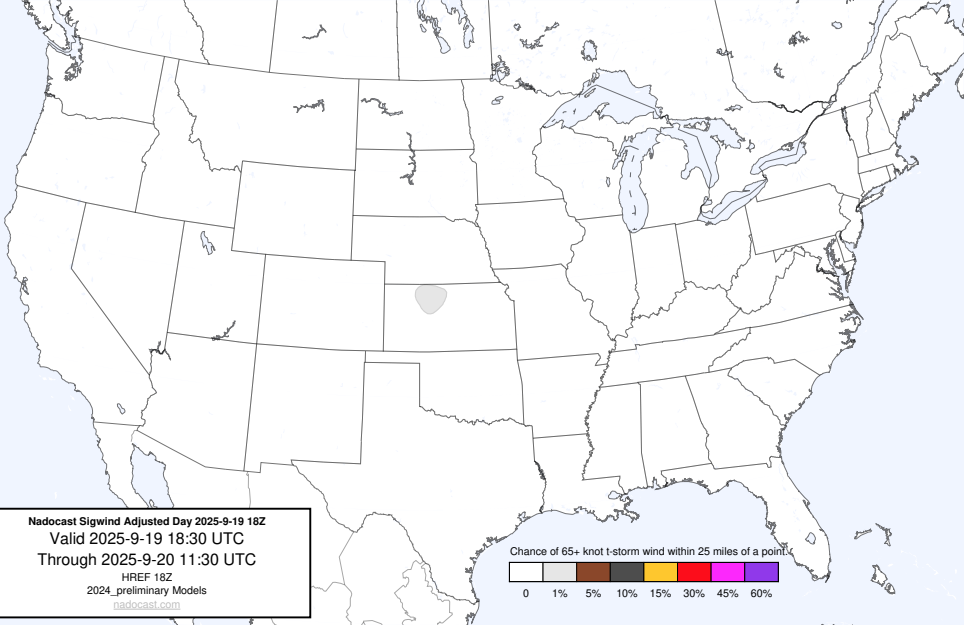 Nadocast Sigwind Adjusted Day 2025-9-19 18Z
Valid 2025-9-19 18:30 UTC
Through 2025-9-20 11:30 UTC
HREF 18Z
2024_preliminary Models
nadocast.com
Chance of 65+ knot t-storm wind within 25 miles of a point.
0 1% 5% 10% 15% 30% 45% 60%